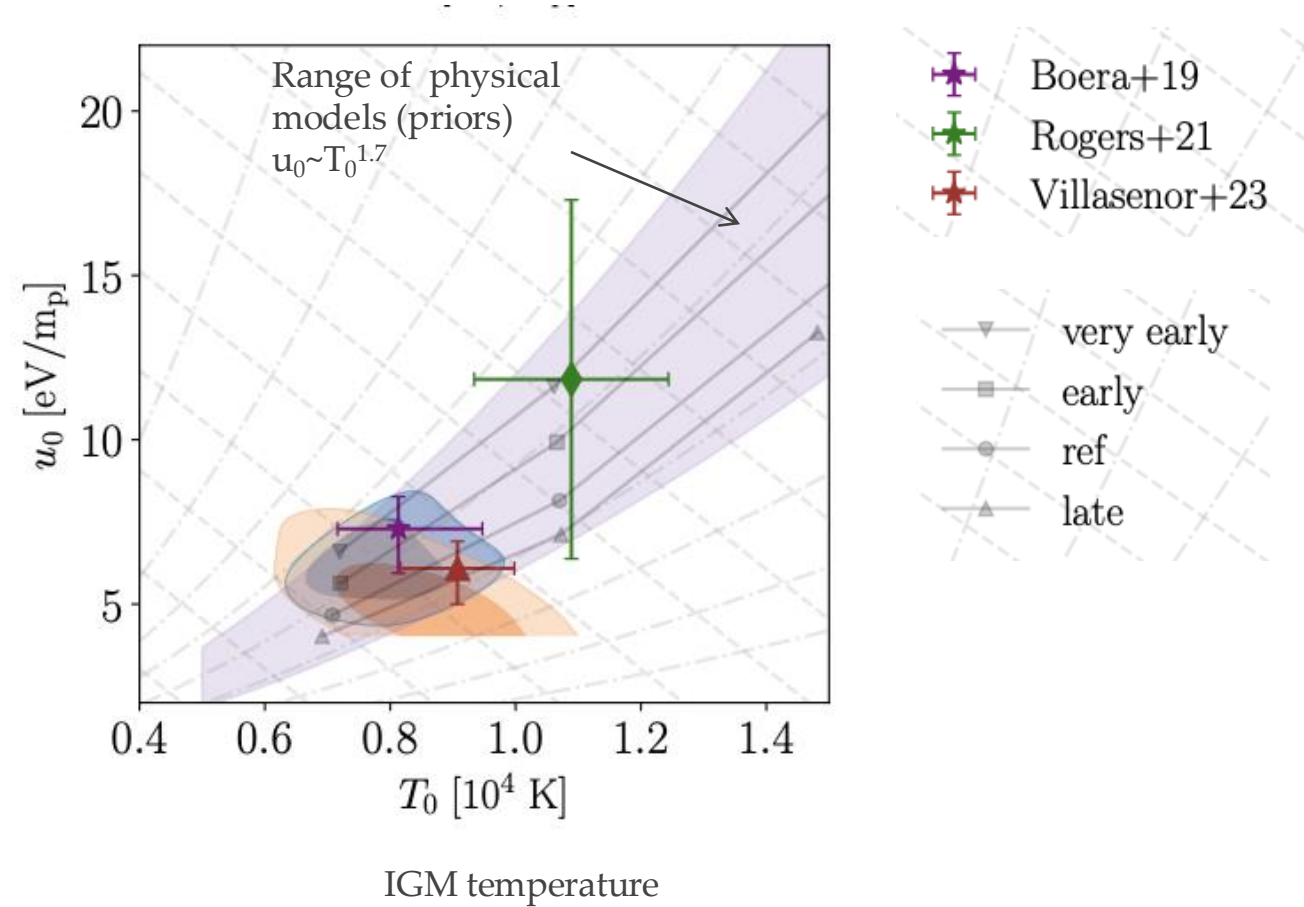 Range of physical
models (priors)
u₀~T₀¹·⁷
20
15
10
5
u₀ [eV/mₚ]
0.4 0.6 0.8 1.0 1.2 1.4
T₀ [10⁴ K]
IGM temperature
Boera+19
Rogers+21
Villasenor+23
very early
early
ref
late